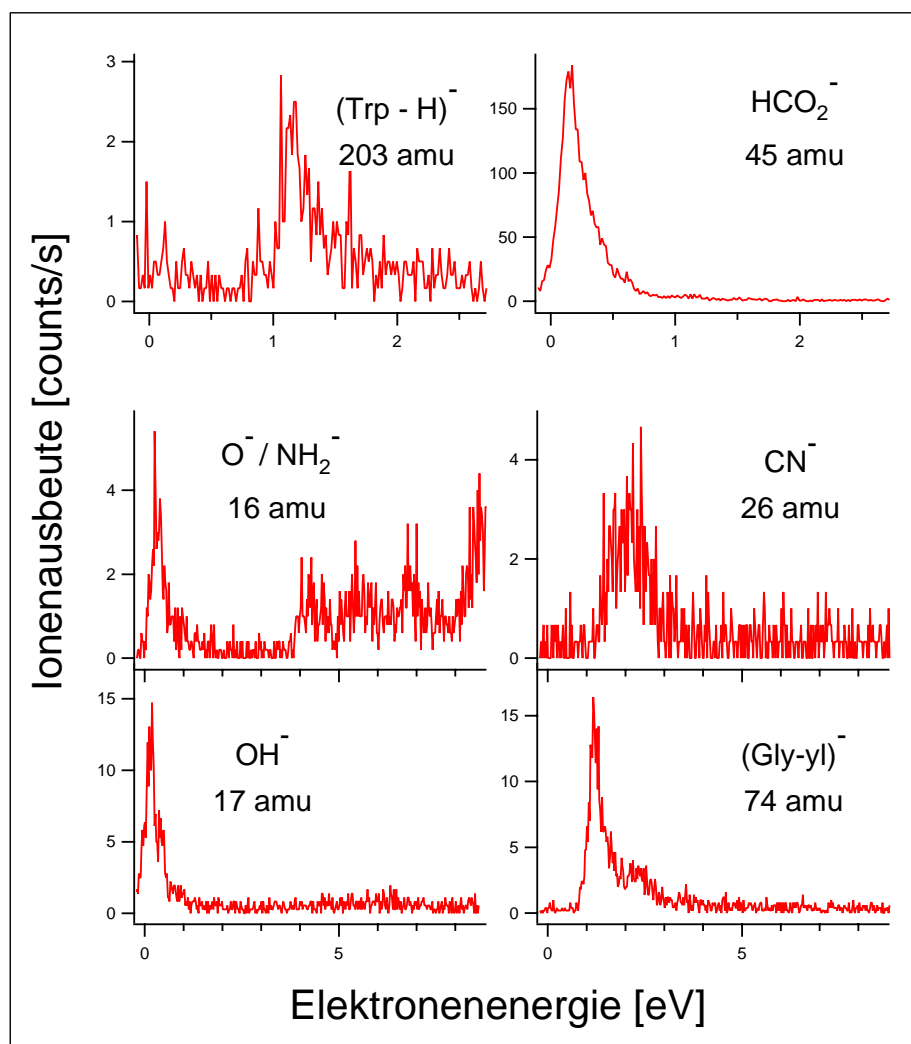 Ionenausbeute [counts/s]
3
2
1
0
0
1
2
(Trp - H)⁻
203 amu
150
100
50
0
0
1
2
HCO₂⁻
45 amu
4
2
0
O⁻ / NH₂⁻
16 amu
4
2
0
CN⁻
26 amu
15
10
5
0
0
5
OH⁻
17 amu
15
10
5
0
0
5
(Gly-yl)⁻
74 amu
Elektronenenergie [eV]